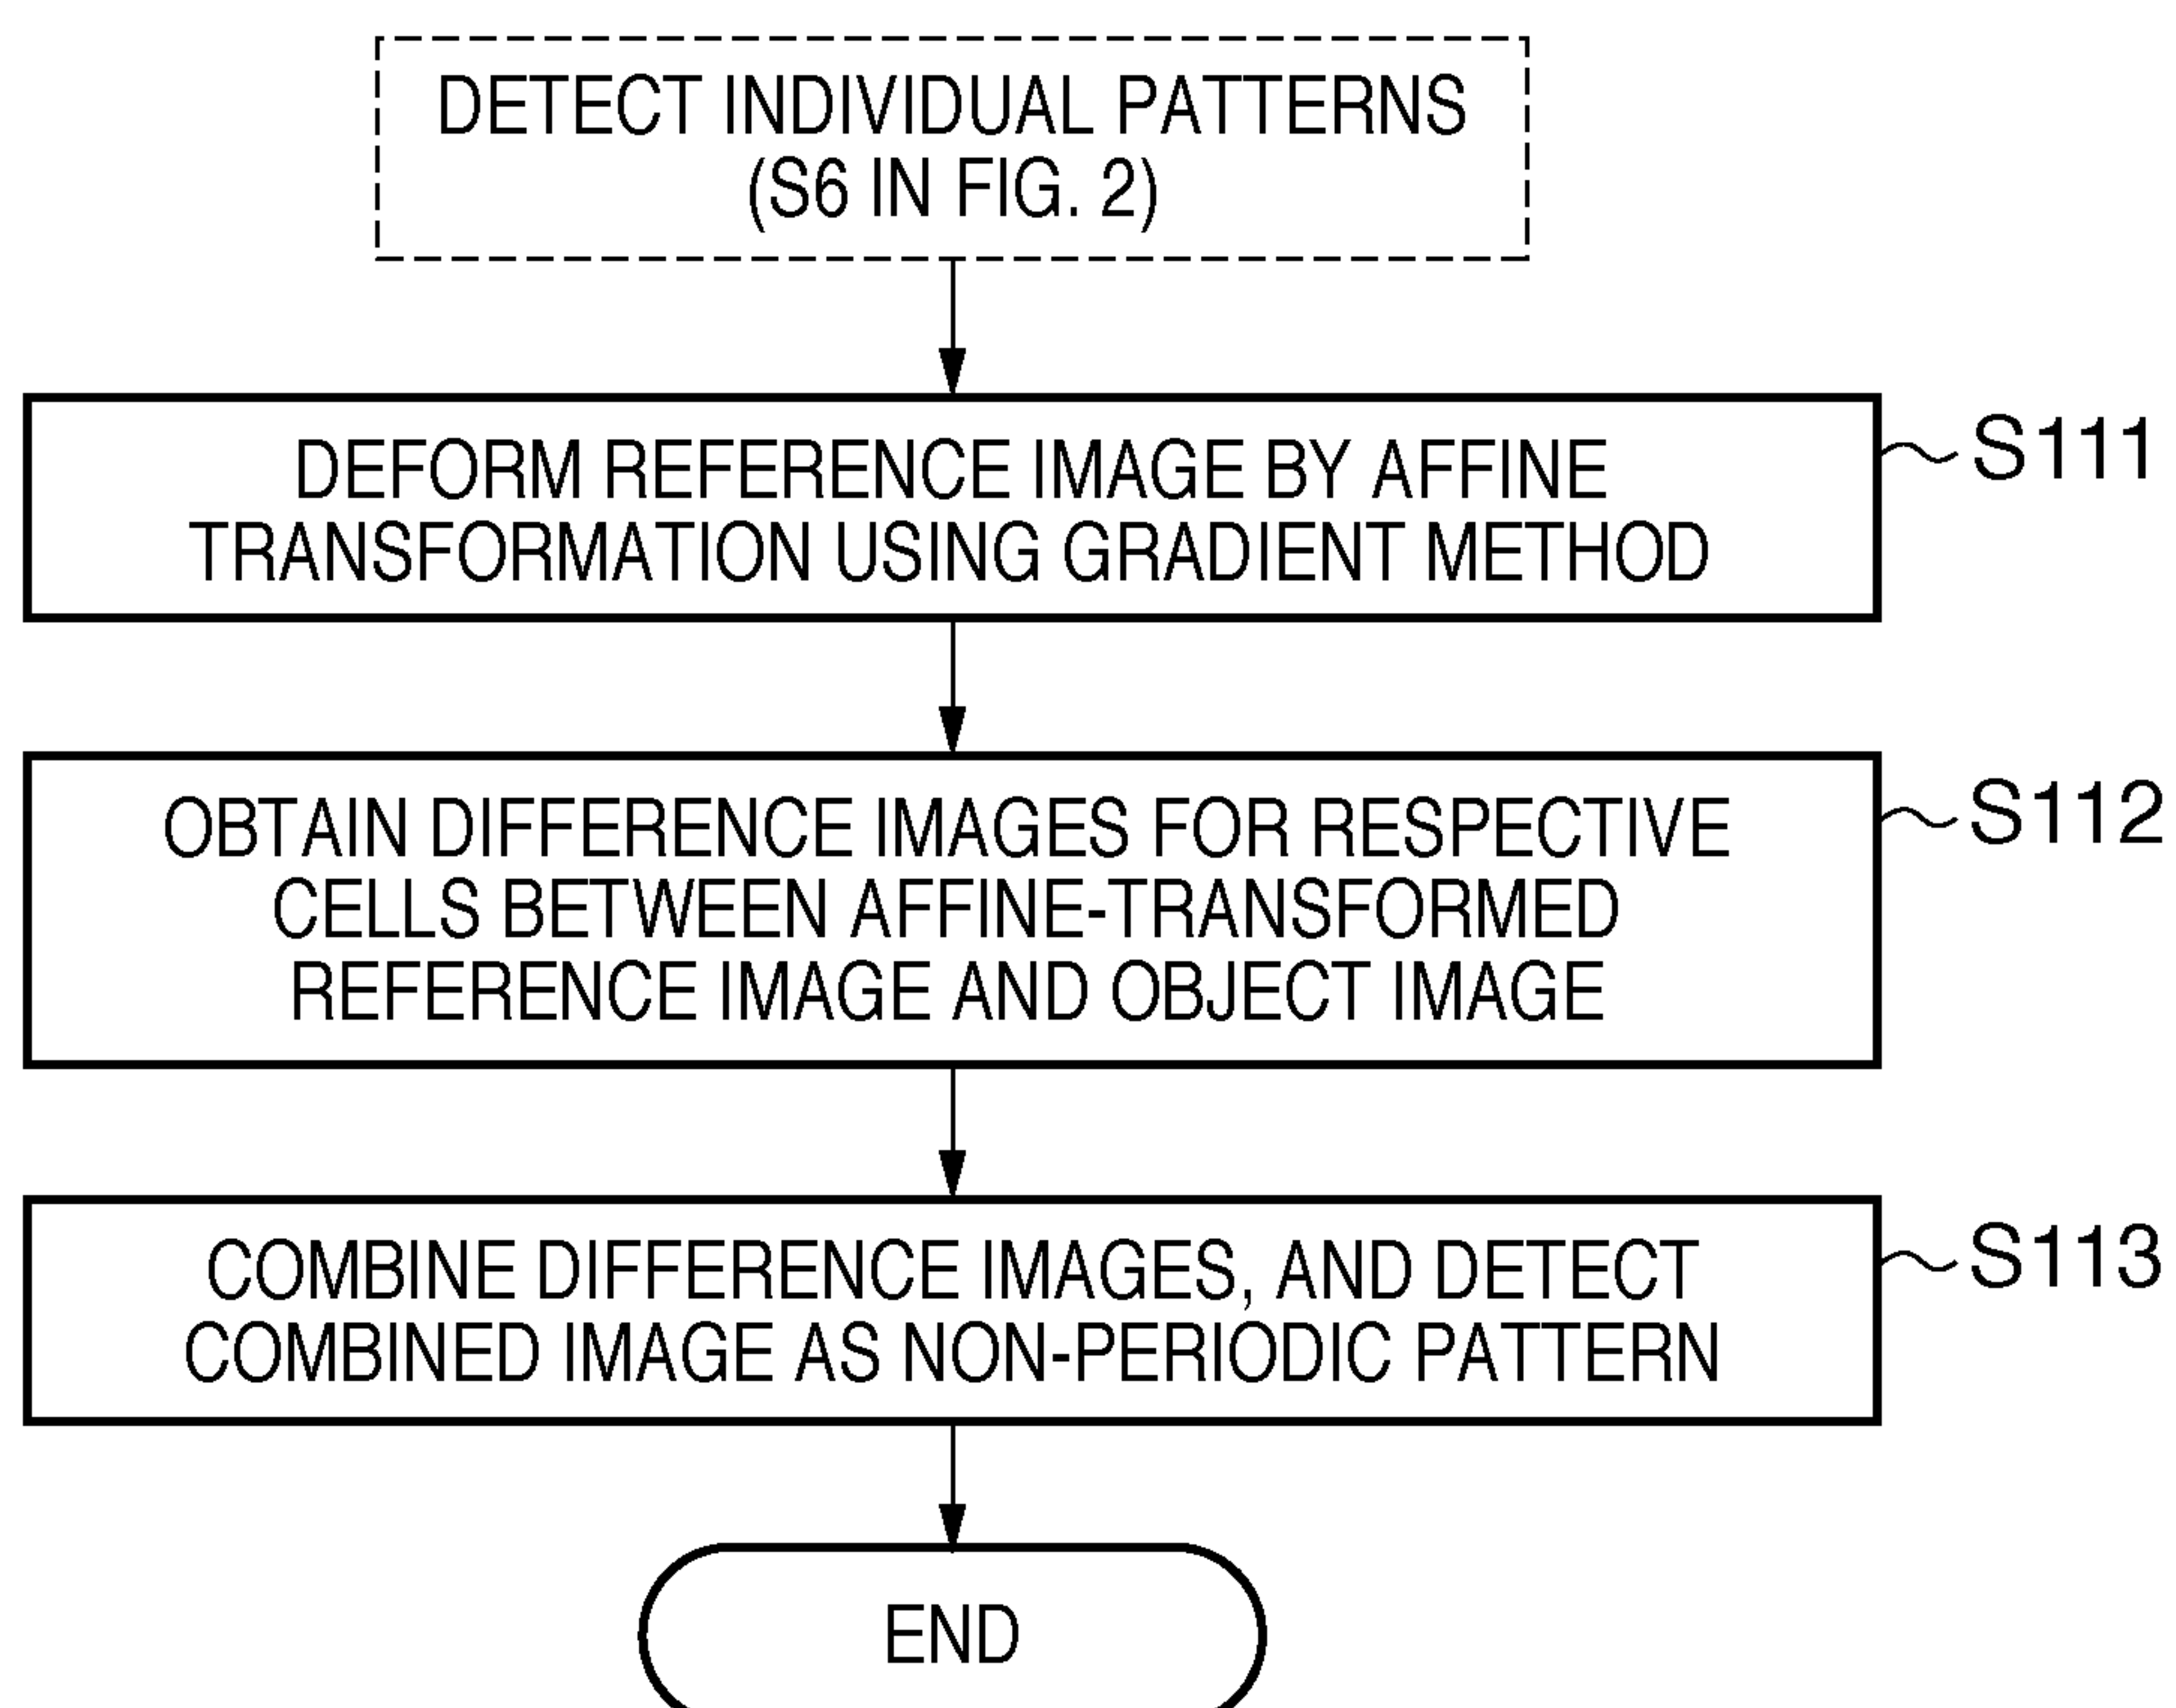 DETECT INDIVIDUAL PATTERNS
(S6 IN FIG. 2)
DEFORM REFERENCE IMAGE BY AFFINE
TRANSFORMATION USING GRADIENT METHOD
S111
OBTAIN DIFFERENCE IMAGES FOR RESPECTIVE
CELLS BETWEEN AFFINE-TRANSFORMED
REFERENCE IMAGE AND OBJECT IMAGE
S112
COMBINE DIFFERENCE IMAGES, AND DETECT
COMBINED IMAGE AS NON-PERIODIC PATTERN
S113
END